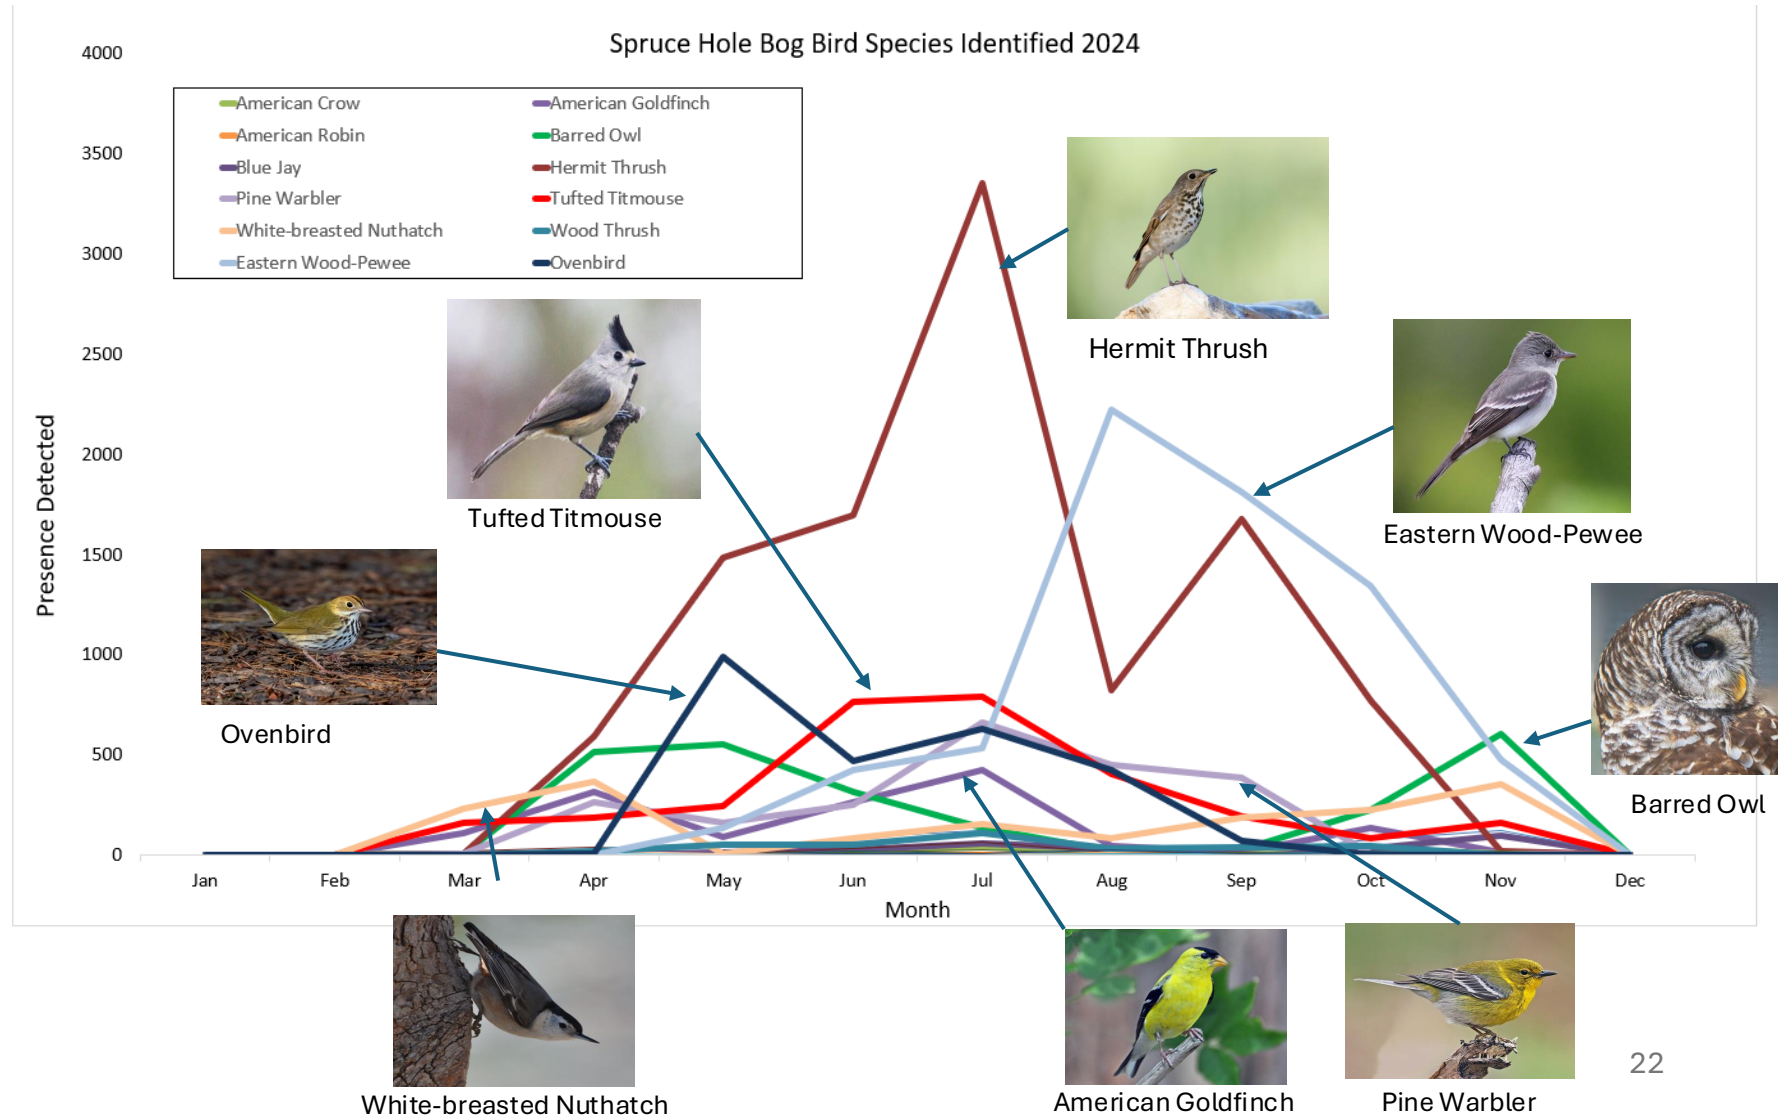 Spruce Hole Bog Bird Species Identified 2024
4000
3500
3000
2500
2000
1500
1000
500
0
Presence Detected
American Crow
American Goldfinch
American Robin
Barred Owl
Blue Jay
Hermit Thrush
Pine Warbler
Tufted Titmouse
White-breasted Nuthatch
Wood Thrush
Eastern Wood-Pewee
Ovenbird
Hermit Thrush
Tufted Titmouse
Eastern Wood-Pewee
Ovenbird
Barred Owl
Jan
Feb
Mar
Apr
May
Jun
Jul
Aug
Sep
Oct
Nov
Dec
Month
White-breasted Nuthatch
American Goldfinch
Pine Warbler
22